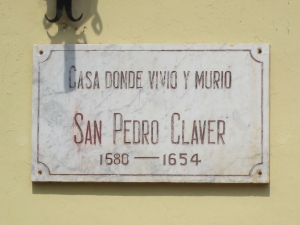 CASA DONDE VIVIO Y MURIO
SAN PEDRO CLAVER
1580 — 1654